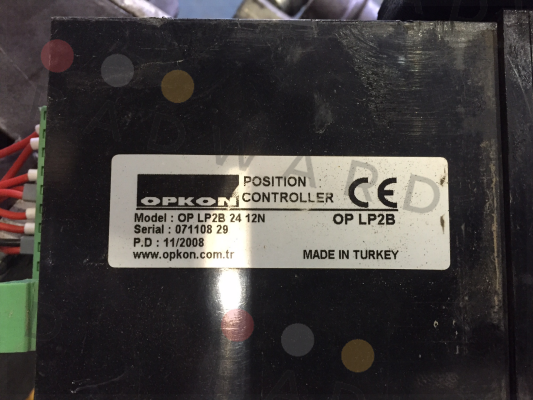 OPKON
POSITION
CONTROLLER
CE
Model : OP LP2B 24 12N
OP LP2B
Serial : 071108 29
P.D : 11/2008
www.opkon.com.tr
MADE IN TURKEY